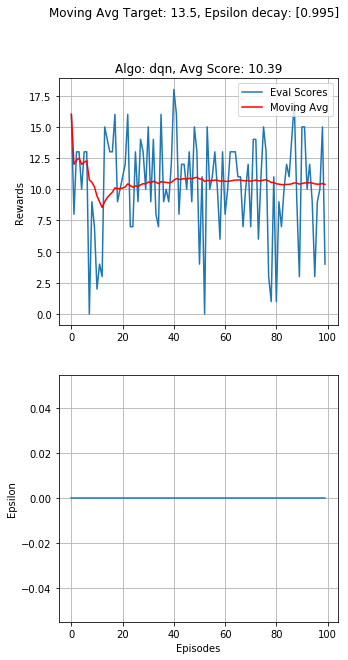 Moving Avg Target: 13.5, Epsilon decay: [0.995]
Algo: dqn, Avg Score: 10.39
Eval Scores
Moving Avg
Rewards
17.5
15.0
12.5
10.0
7.5
5.0
2.5
0.0
0 20 40 60 80 100
Epsilon
0.04
0.02
0.00
−0.02
−0.04
0 20 40 60 80 100
Episodes